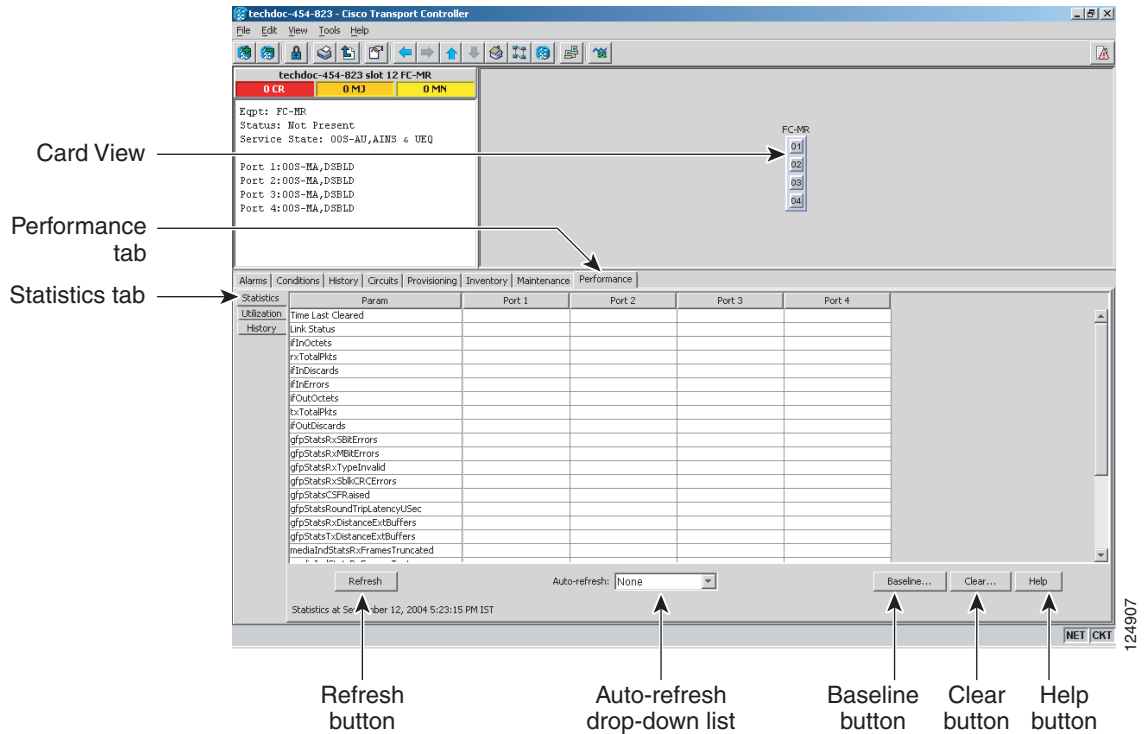 techdoc-454-823 - Cisco Transport Controller
File Edit View Tools Help
techdoc-454-823 slot 12 FC-MR
0 CR 0 MJ 0 MN
Eqpt: FC-MR
Status: Not Present
Service State: OOS-AU,AINS & UEQ
Port 1:OOS-MA,DSBLD
Port 2:OOS-MA,DSBLD
Port 3:OOS-MA,DSBLD
Port 4:OOS-MA,DSBLD
FC-MR
01
02
03
04
Card View
Performance
tab
Statistics tab
Alarms Conditions History Circuits Provisioning Inventory Maintenance Performance
Statistics
Utilization
History
Param Port 1 Port 2 Port 3 Port 4
Time Last Cleared
Link Status
ifInOctets
rxTotalPkts
ifInDiscards
ifInErrors
ifOutOctets
txTotalPkts
ifOutDiscards
gfpStatsRxSBitErrors
gfpStatsRxMBitErrors
gfpStatsRxTypeInvalid
gfpStatsRxSblkCRCErrors
gfpStatsCSFRaised
gfpStatsRoundTripLatencyUSec
gfpStatsRxDistanceExtBuffers
gfpStatsTxDistanceExtBuffers
mediaIndStatsRxFramesTruncated
Refresh Auto-refresh: None Baseline... Clear... Help
Statistics at September 12, 2004 5:23:15 PM IST
NET CKT
124907
Refresh
button
Auto-refresh
drop-down list
Baseline
button
Clear
button
Help
button